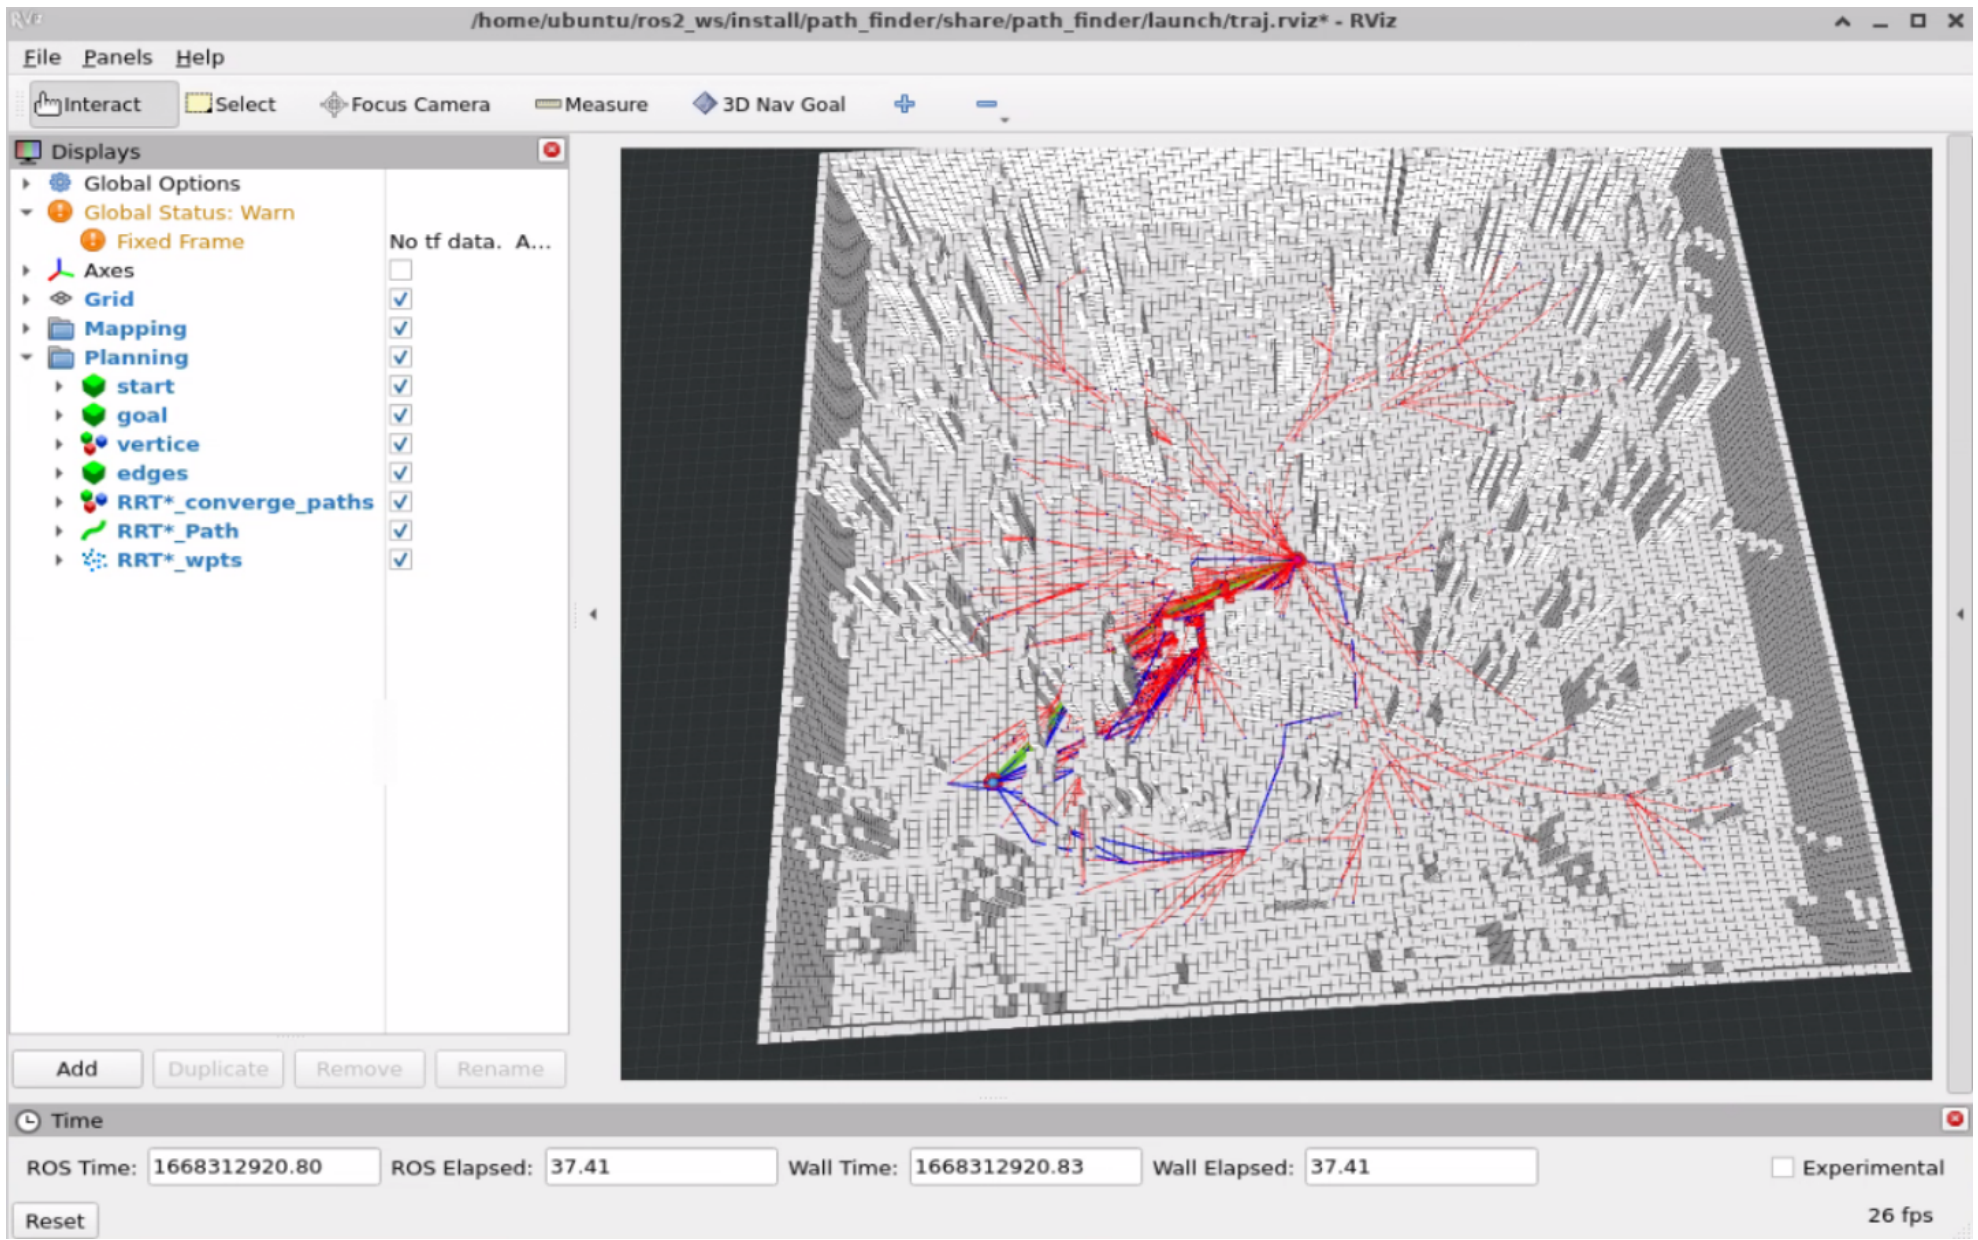 RViz
/home/ubuntu/ros2_ws/install/path_finder/share/path_finder/launch/traj.rviz* - RViz
File Panels Help
Interact Select Focus Camera Measure 3D Nav Goal
Displays
Global Options
Global Status: Warn
Fixed Frame No tf data. A...
Axes
Grid
Mapping
Planning
start
goal
vertice
edges
RRT*_converge_paths
RRT*_Path
RRT*_wpts
Add Duplicate Remove Rename
Time
ROS Time: 1668312920.80 ROS Elapsed: 37.41 Wall Time: 1668312920.83 Wall Elapsed: 37.41 Experimental
Reset 26 fps